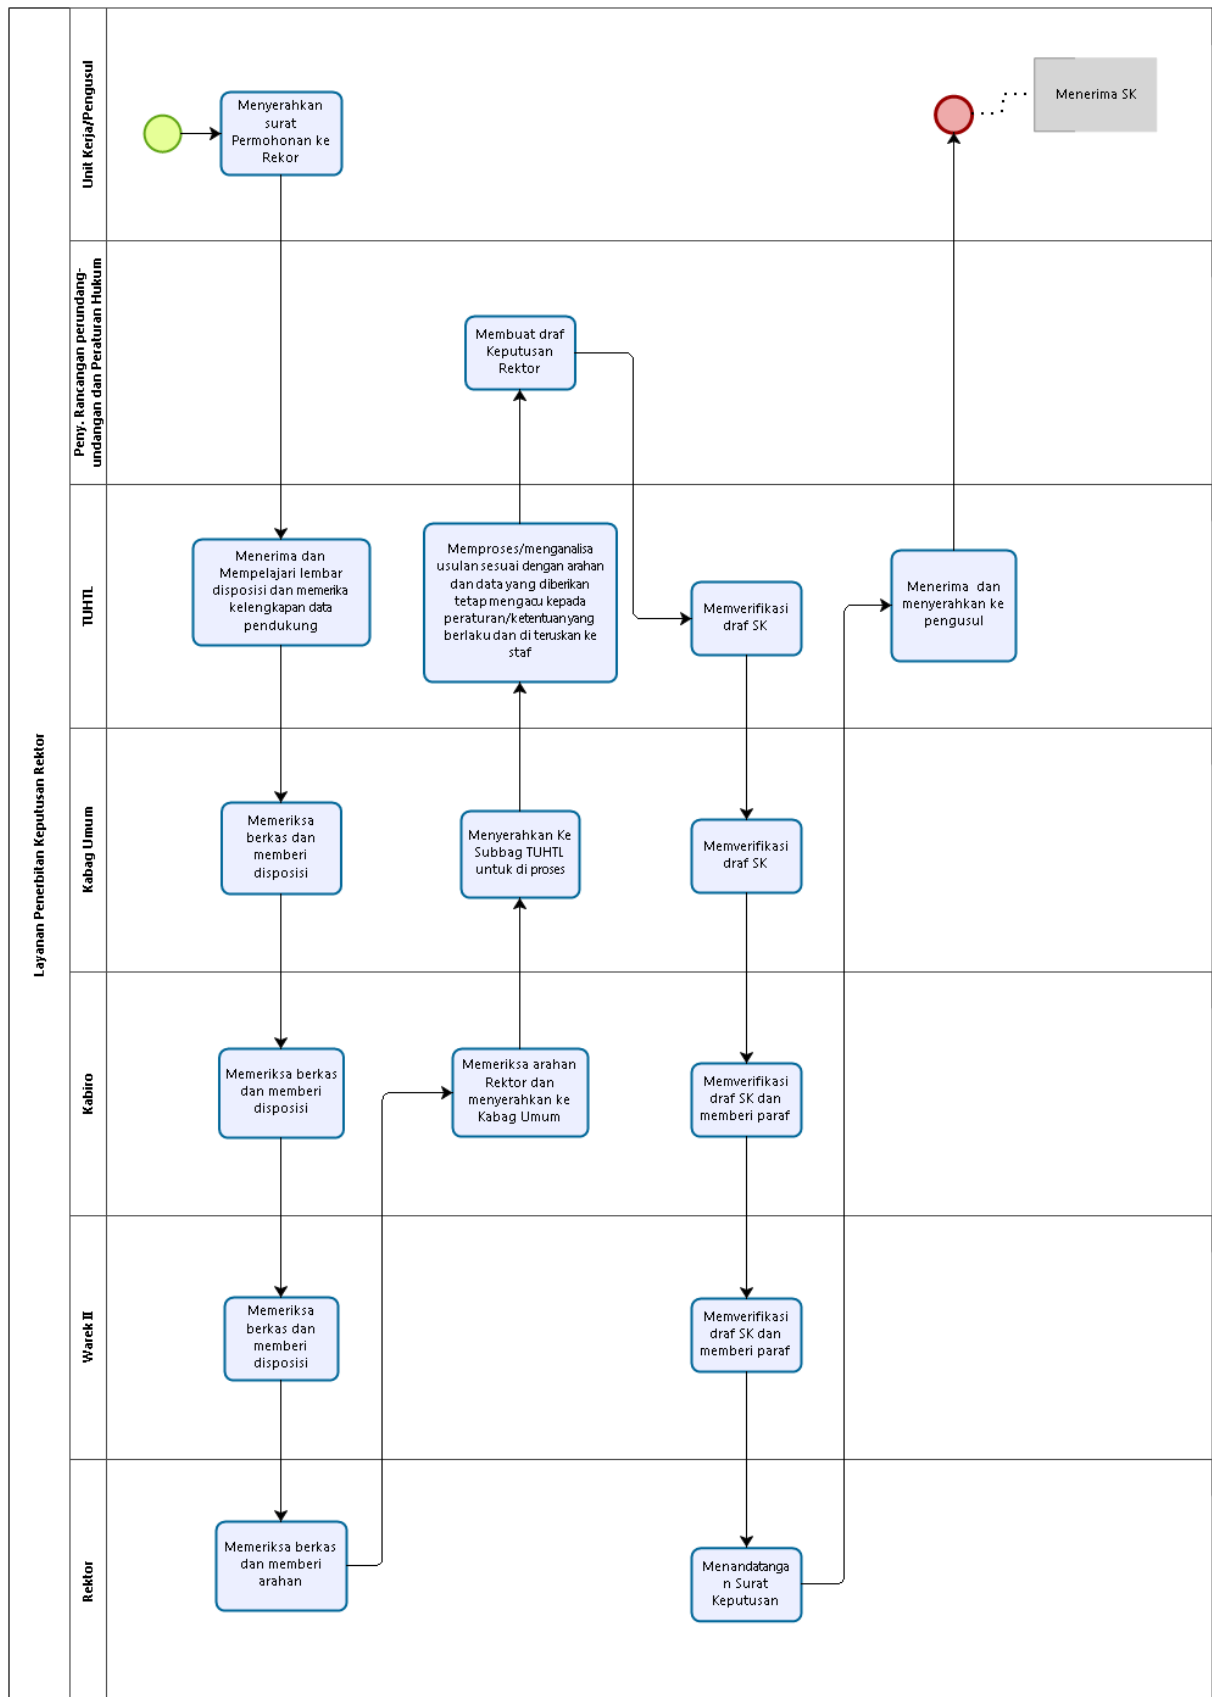 Layanan Penerbitan Keputusan Rektor
Unit Kerja/Pengusul
Menyerahkan
surat
Permohonan ke
Rekor
Menerima SK
Peny. Rancangan perundang-
undangan dan Peraturan Hukum
Membuat draf
Keputusan
Rektor
TUHTL
Menerima dan
Mempelajari lembar
disposisi dan memerika
kelengkapan data
pendukung
Memproses/menganalisa
usulan sesuai dengan arahan
dan data yang diberikan
tetap mengacu kepada
peraturan/ketentuan yang
berlaku dan di teruskan ke
staf
Memverifikasi
draf SK
Menerima dan
menyerahkan ke
pengusul
Kabag Umum
Memeriksa
berkas dan
memberi
disposisi
Menyerahkan Ke
Subbag TUHTL
untuk di proses
Memverifikasi
draf SK
Kabiro
Memeriksa berkas
dan memberi
disposisi
Memeriksa arahan
Rektor dan
menyerahkan ke
Kabag Umum
Memverifikasi
draf SK dan
memberi paraf
Warek II
Memeriksa
berkas dan
memberi
disposisi
Memverifikasi
draf SK dan
memberi paraf
Rektor
Memeriksa berkas
dan memberi
arahan
Menandatanga
n Surat
Keputusan